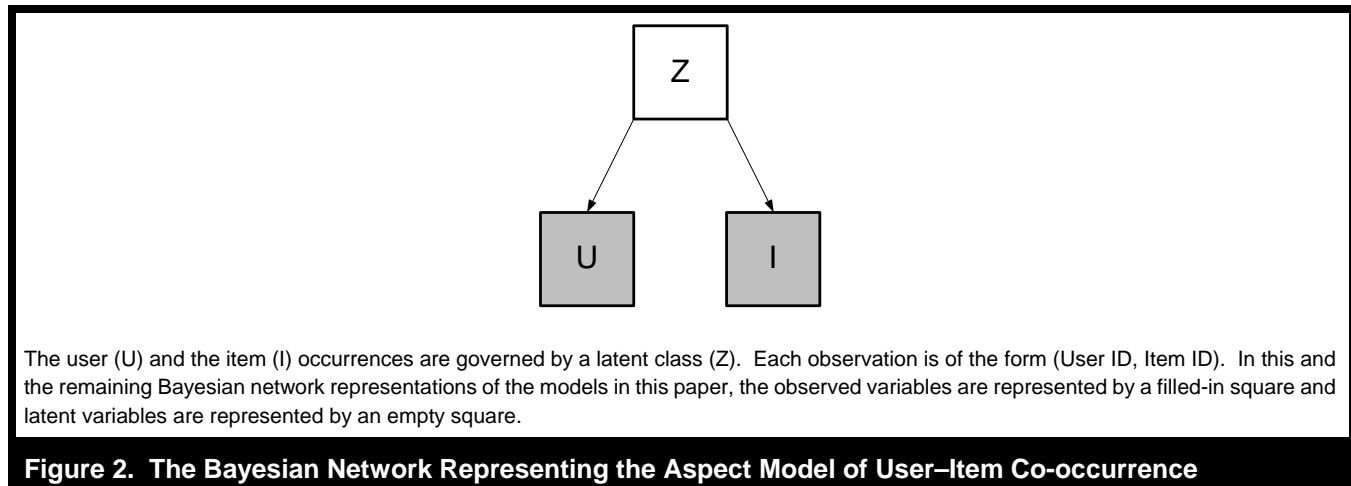 Z
U I
The user (U) and the item (I) occurrences are governed by a latent class (Z). Each observation is of the form (User ID, Item ID). In this and
the remaining Bayesian network representations of the models in this paper, the observed variables are represented by a filled-in square and
latent variables are represented by an empty square.
Figure 2. The Bayesian Network Representing the Aspect Model of User–Item Co-occurrence